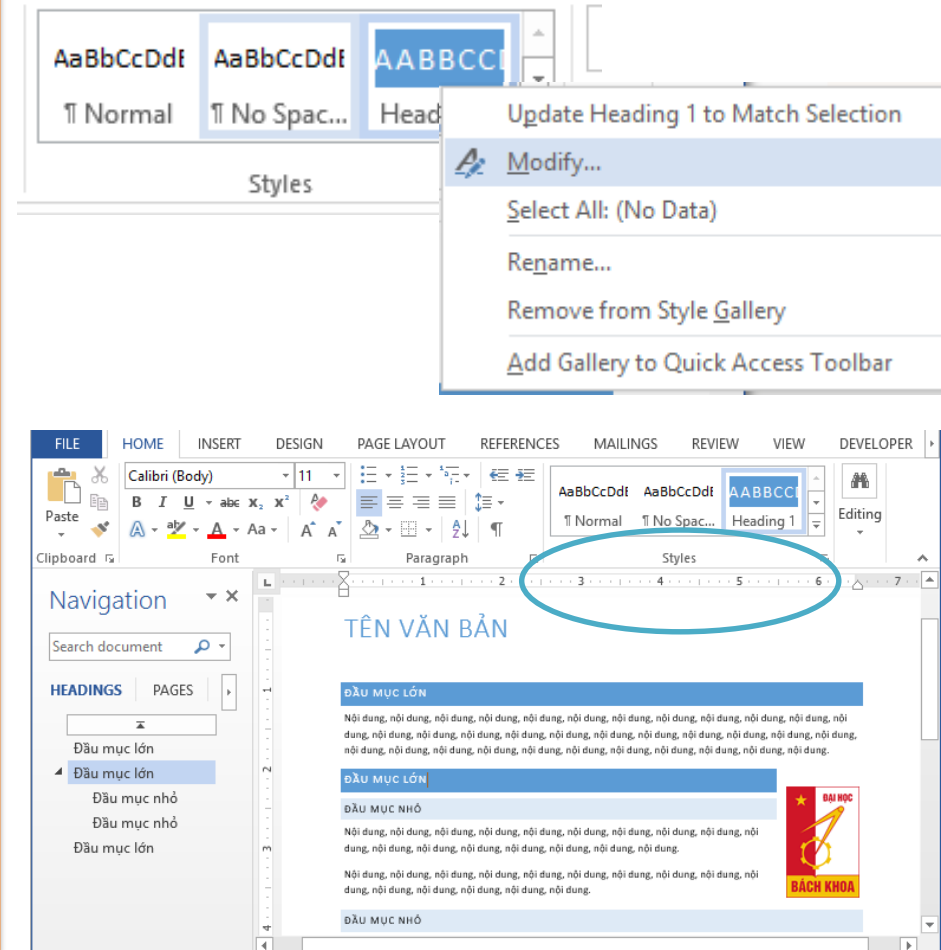 AaBbCcDdE AaBbCcDdE AABBCCI
¶ Normal ¶ No Spac... Head
Styles
Update Heading 1 to Match Selection
Modify...
Select All: (No Data)
Rename...
Remove from Style Gallery
Add Gallery to Quick Access Toolbar
FILE HOME INSERT DESIGN PAGE LAYOUT REFERENCES MAILINGS REVIEW VIEW DEVELOPER
Calibri (Body) 11
AaBbCcDdE AaBbCcDdE AABBCCI
Paste B I U abc x₂ x² ¶ Normal ¶ No Spac... Heading 1 Editing
A ab A Aa A A A Z ¶
Clipboard Font Paragraph Styles
L 1 2 3 4 5 6 7
Navigation
TÊN VĂN BẢN
Search document
HEADINGS PAGES
ĐẦU MỤC LỚN
Nội dung, nội dung, nội dung, nội dung, nội dung, nội dung, nội dung, nội dung, nội dung, nội dung, nội dung, nội
dung, nội dung, nội dung, nội dung, nội dung, nội dung, nội dung, nội dung, nội dung, nội dung, nội dung, nội dung,
nội dung, nội dung, nội dung, nội dung, nội dung, nội dung, nội dung, nội dung, nội dung, nội dung, nội dung.
Đầu mục lớn
Đầu mục lớn
Đầu mục nhỏ
Đầu mục nhỏ
Đầu mục lớn
ĐẦU MỤC LỚN
ĐẦU MỤC NHỎ
Nội dung, nội dung, nội dung, nội dung, nội dung, nội dung, nội dung, nội dung, nội dung, nội
dung, nội dung, nội dung, nội dung, nội dung, nội dung, nội dung, nội dung.
Nội dung, nội dung, nội dung, nội dung, nội dung, nội dung, nội dung, nội dung, nội dung, nội
dung, nội dung, nội dung, nội dung, nội dung, nội dung.
ĐẠI HỌC
BÁCH KHOA
ĐẦU MỤC NHỎ
1
2
3
4